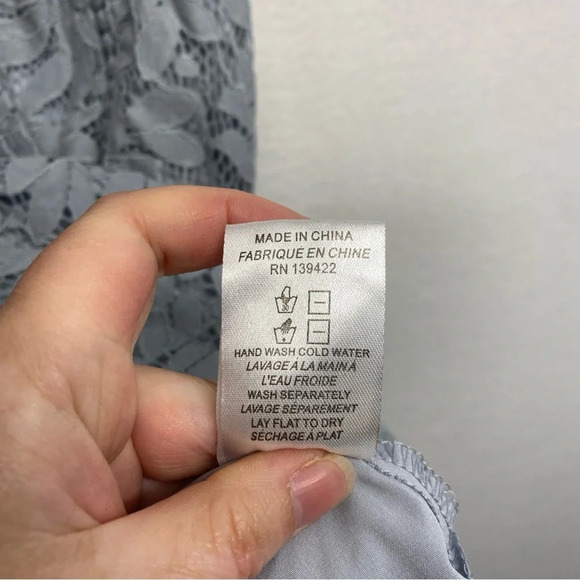 MADE IN CHINA
FABRIQUÉ EN CHINE
RN 139422
HAND WASH COLD WATER
LAVAGE À LA MAIN À
L'EAU FROIDE
WASH SEPARATELY
LAVAGE SÉPARÉMENT
LAY FLAT TO DRY
SÉCHAGE À PLAT